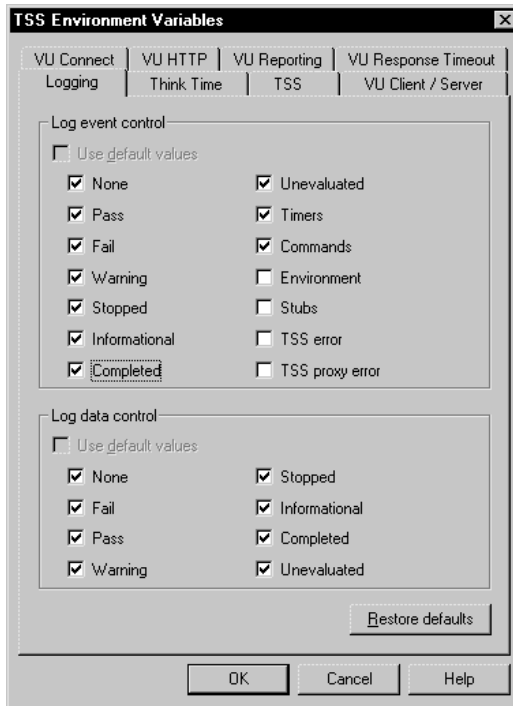 TSS Environment Variables
VU Connect VU HTTP VU Reporting VU Response Timeout
Logging Think Time TSS VU Client / Server
Log event control
Use default values
None Unevaluated
Pass Timers
Fail Commands
Warning Environment
Stopped Stubs
Informational TSS error
Completed TSS proxy error
Log data control
Use default values
None Stopped
Fail Informational
Pass Completed
Warning Unevaluated
Restore defaults
OK Cancel Help